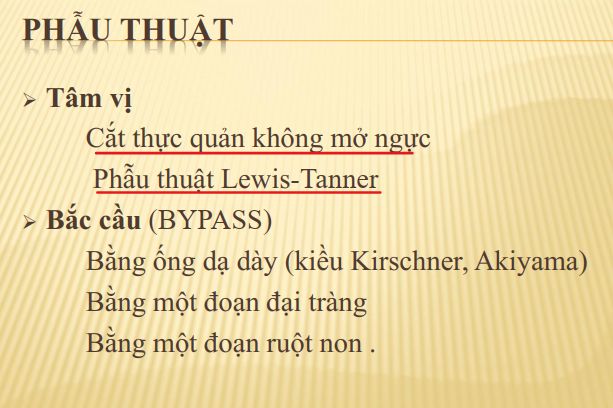 PHẪU THUẬT
➢ Tâm vị
Cắt thực quản không mở ngực
Phẫu thuật Lewis-Tanner
➢ Bắc cầu (BYPASS)
Bằng ống dạ dày (kiều Kirschner, Akiyama)
Bằng một đoạn đại tràng
Bằng một đoạn ruột non .